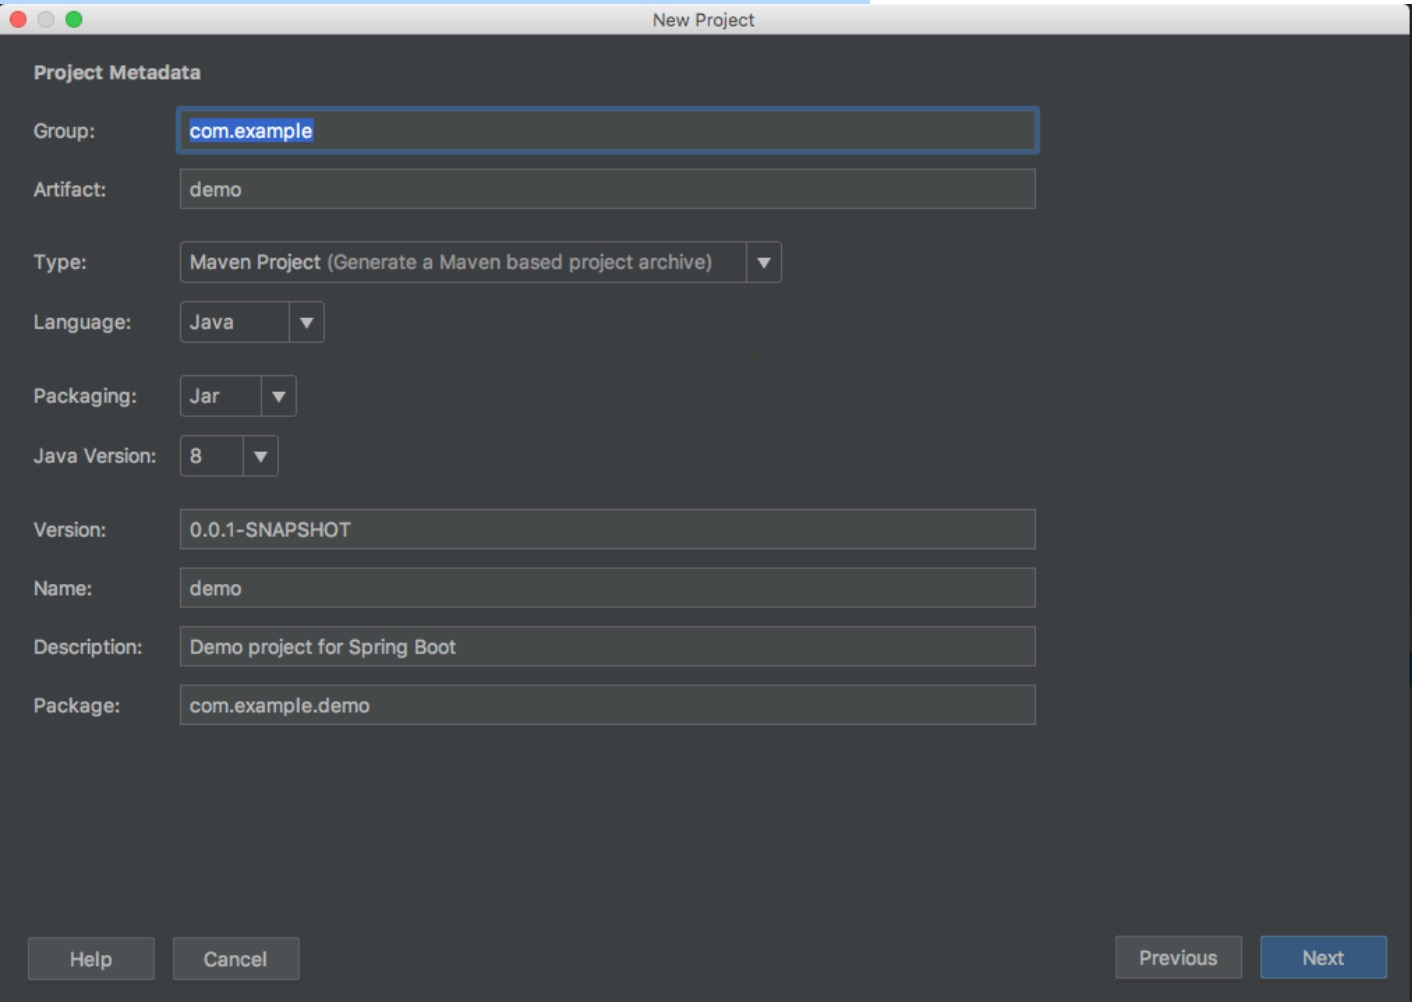 New Project
Project Metadata
Group: com.example
Artifact: demo
Type: Maven Project (Generate a Maven based project archive)
Language: Java
Packaging: Jar
Java Version: 8
Version: 0.0.1-SNAPSHOT
Name: demo
Description: Demo project for Spring Boot
Package: com.example.demo
Help Cancel Previous Next